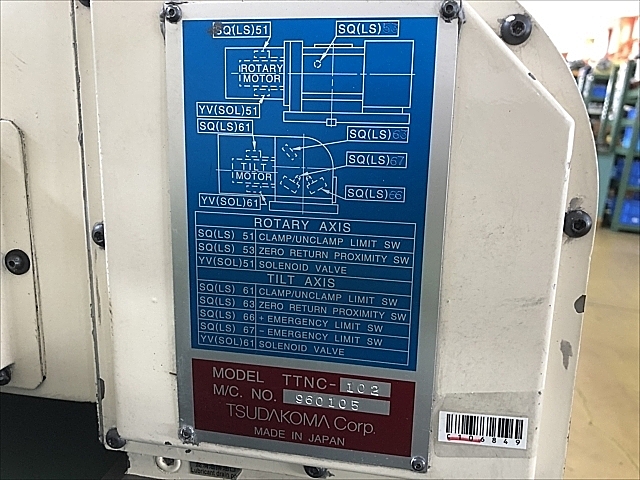 SQ(LS)51
SQ(LS)53
ROTARY
MOTOR
YV(SOL)51
SQ(LS)61
SQ(LS)63
TILT
MOTOR
SQ(LS)67
SQ(LS)66
YV(SOL)61
ROTARY AXIS
SQ(LS) 51 CLAMP/UNCLAMP LIMIT SW
SQ(LS) 53 ZERO RETURN PROXIMITY SW
YV(SOL)51 SOLENOID VALVE
TILT AXIS
SQ(LS) 61 CLAMP/UNCLAMP LIMIT SW
SQ(LS) 63 ZERO RETURN PROXIMITY SW
SQ(LS) 66 + EMERGENCY LIMIT SW
SQ(LS) 67 - EMERGENCY LIMIT SW
YV(SOL)61 SOLENOID VALVE
MODEL TTNC-102
M/C. NO. 960105
TSUDAKOMA Corp.
MADE IN JAPAN